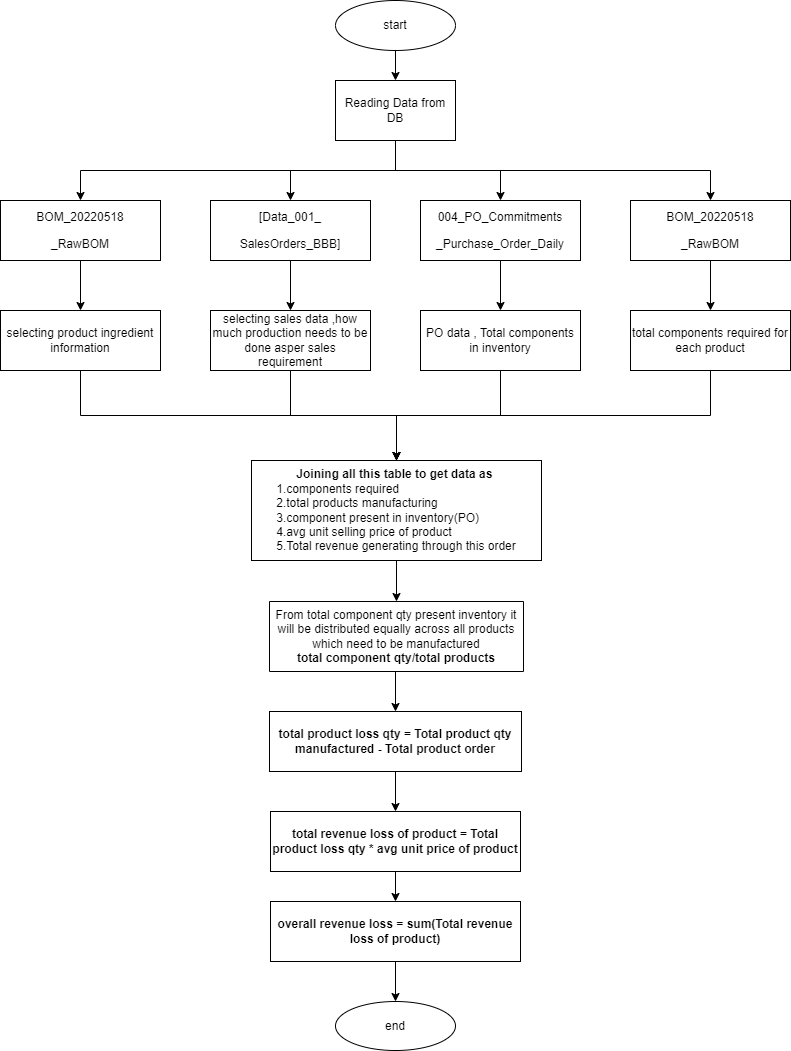 start
Reading Data from
DB
BOM_20220518
_RawBOM
[Data_001_
SalesOrders_BBB]
004_PO_Commitments
_Purchase_Order_Daily
BOM_20220518
_RawBOM
selecting product ingredient
information
selecting sales data ,how
much production needs to be
done asper sales
requirement
PO data , Total components
in inventory
total components required for
each product
Joining all this table to get data as
1.components required
2.total products manufacturing
3.component present in inventory(PO)
4.avg unit selling price of product
5.Total revenue generating through this order
From total component qty present inventory it
will be distributed equally across all products
which need to be manufactured
total component qty/total products
total product loss qty = Total product qty
manufactured - Total product order
total revenue loss of product = Total
product loss qty * avg unit price of product
overall revenue loss = sum(Total revenue
loss of product)
end